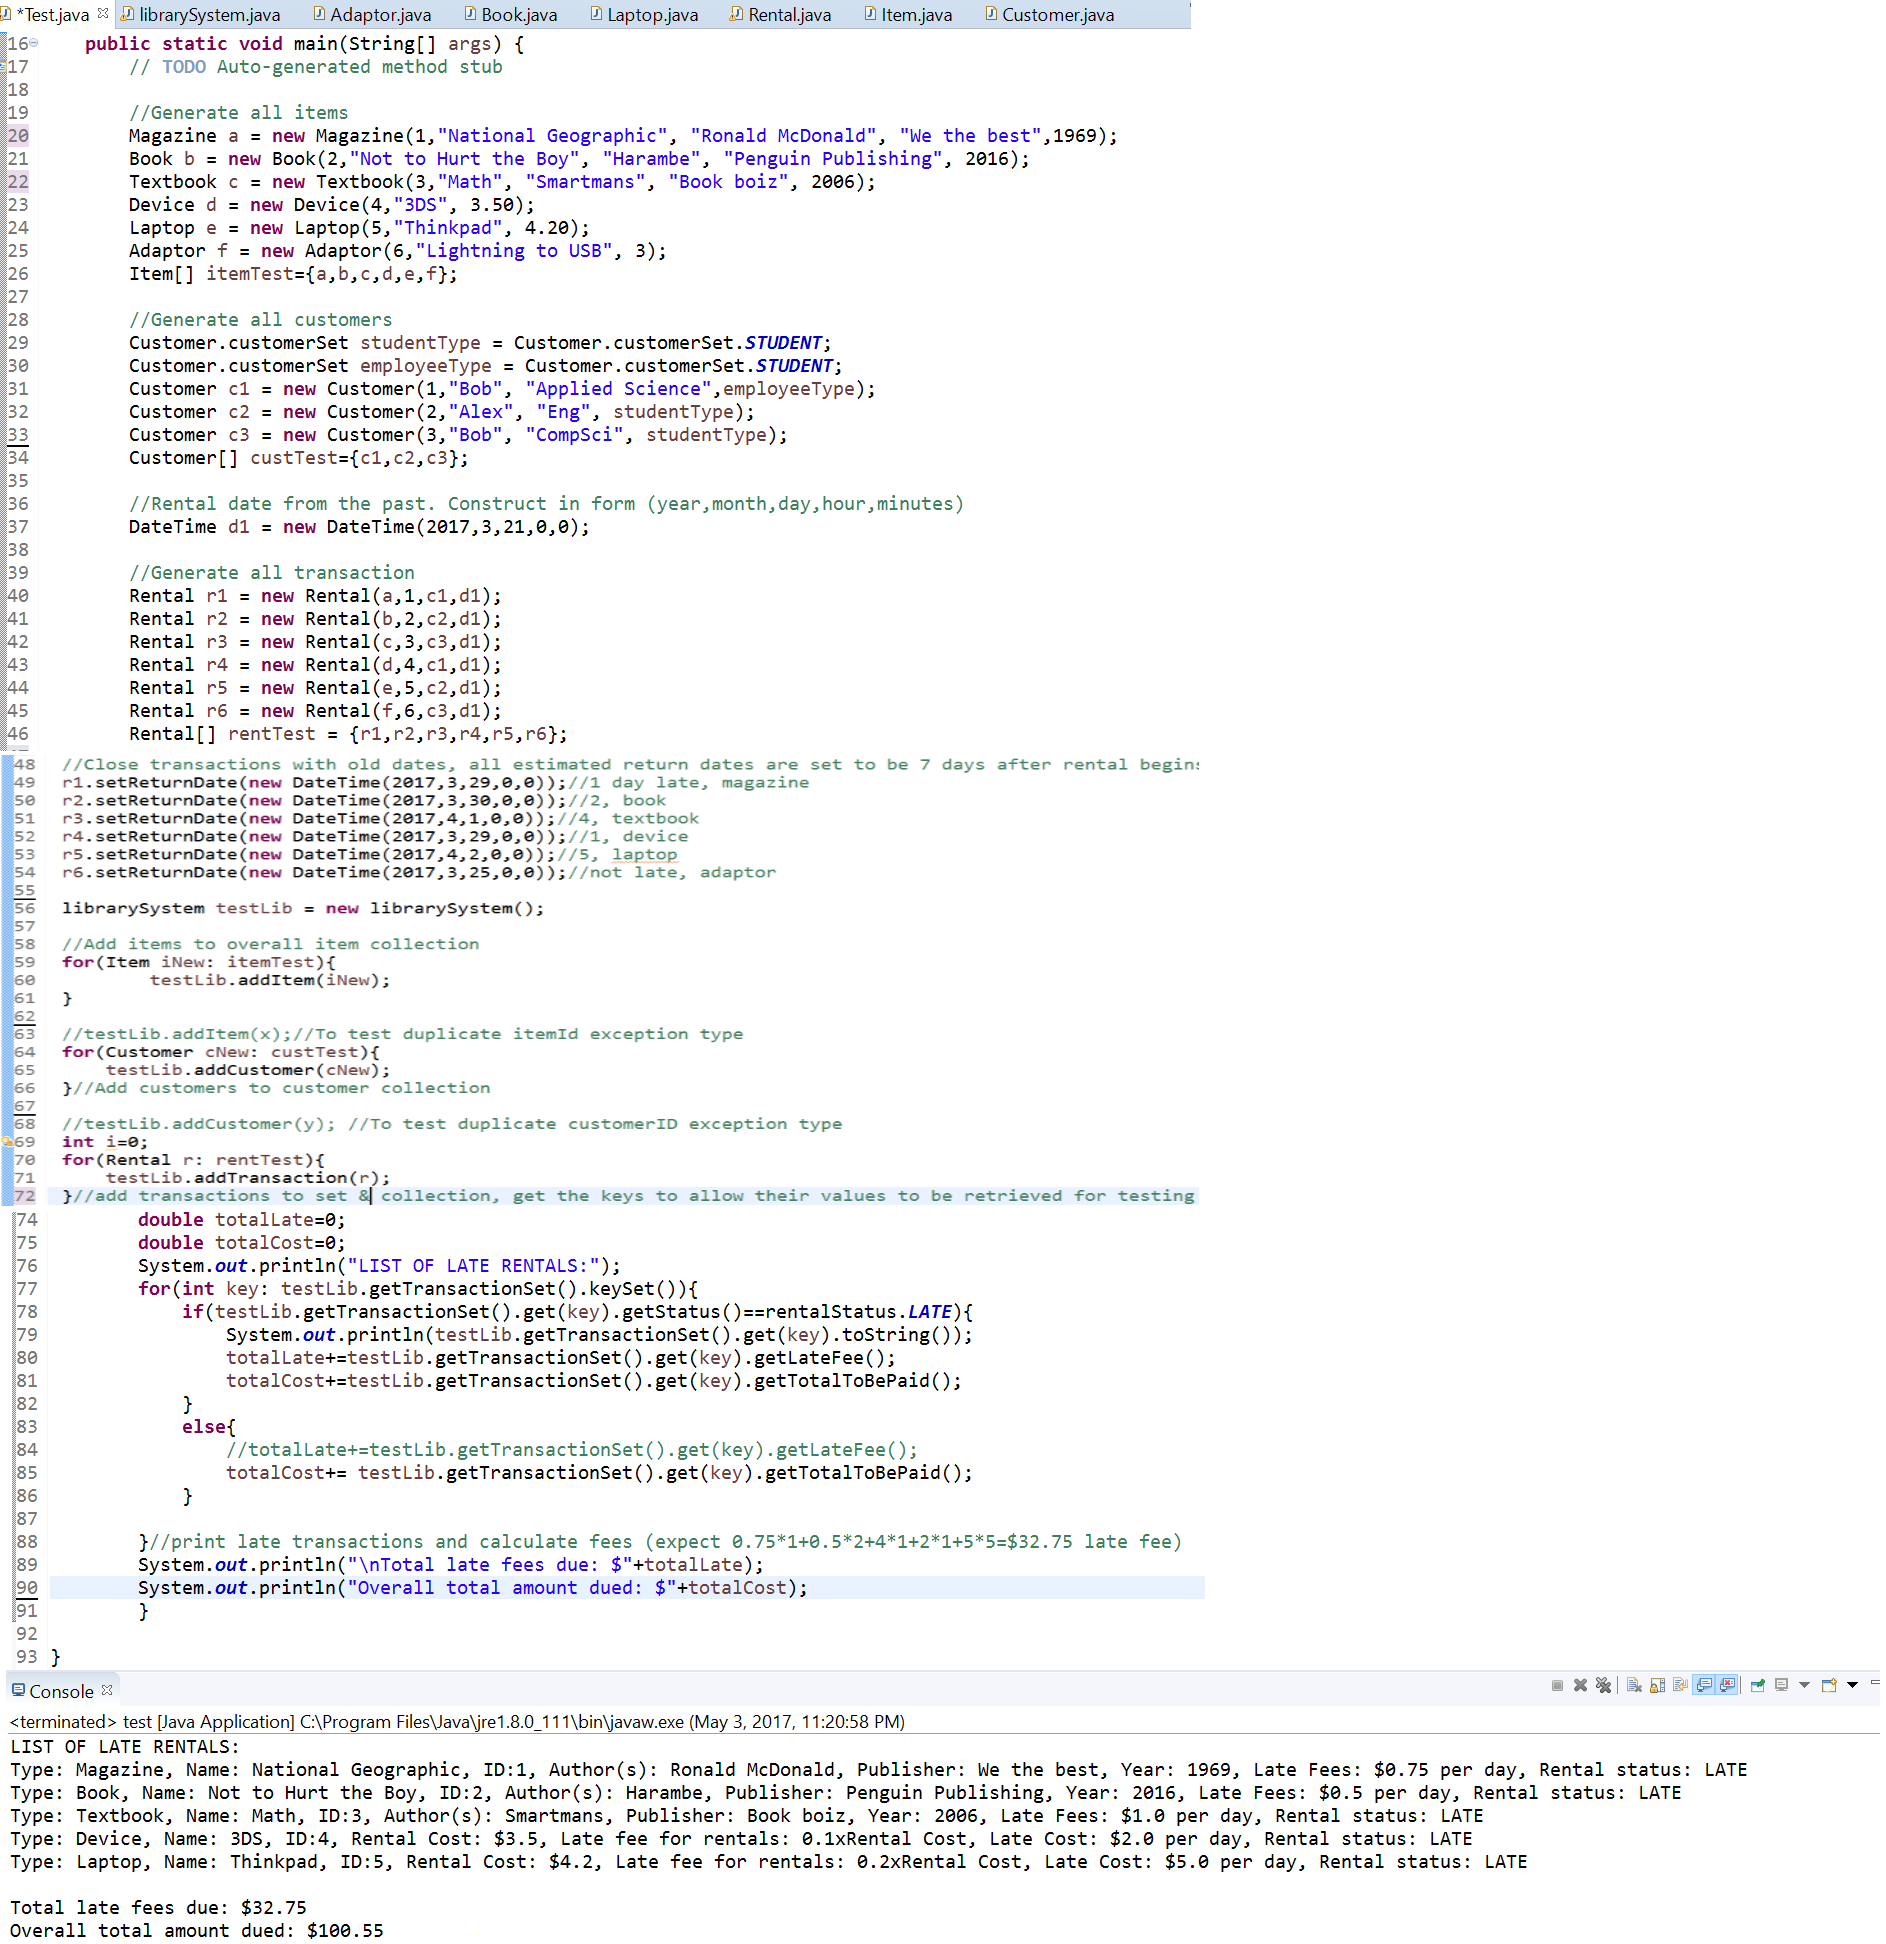 *Test.java librarySystem.java Adaptor.java Book.java Laptop.java Rental.java Item.java Customer.java
16 public static void main(String[] args) {
17 // TODO Auto-generated method stub
18
19 //Generate all items
20 Magazine a = new Magazine(1,"National Geographic", "Ronald McDonald", "We the best",1969);
21 Book b = new Book(2,"Not to Hurt the Boy", "Harambe", "Penguin Publishing", 2016);
22 Textbook c = new Textbook(3,"Math", "Smartmans", "Book boiz", 2006);
23 Device d = new Device(4,"3DS", 3.50);
24 Laptop e = new Laptop(5,"Thinkpad", 4.20);
25 Adaptor f = new Adaptor(6,"Lightning to USB", 3);
26 Item[] itemTest={a,b,c,d,e,f};
27
28 //Generate all customers
29 Customer.customerSet studentType = Customer.customerSet.STUDENT;
30 Customer.customerSet employeeType = Customer.customerSet.STUDENT;
31 Customer c1 = new Customer(1,"Bob", "Applied Science",employeeType);
32 Customer c2 = new Customer(2,"Alex", "Eng", studentType);
33 Customer c3 = new Customer(3,"Bob", "CompSci", studentType);
34 Customer[] custTest={c1,c2,c3};
35
36 //Rental date from the past. Construct in form (year,month,day,hour,minutes)
37 DateTime d1 = new DateTime(2017,3,21,0,0);
38
39 //Generate all transaction
40 Rental r1 = new Rental(a,1,c1,d1);
41 Rental r2 = new Rental(b,2,c2,d1);
42 Rental r3 = new Rental(c,3,c3,d1);
43 Rental r4 = new Rental(d,4,c1,d1);
44 Rental r5 = new Rental(e,5,c2,d1);
45 Rental r6 = new Rental(f,6,c3,d1);
46 Rental[] rentTest = {r1,r2,r3,r4,r5,r6};
48 //Close transactions with old dates, all estimated return dates are set to be 7 days after rental begins
49 r1.setReturnDate(new DateTime(2017,3,29,0,0));//1 day late, magazine
50 r2.setReturnDate(new DateTime(2017,3,30,0,0));//2, book
51 r3.setReturnDate(new DateTime(2017,4,1,0,0));//4, textbook
52 r4.setReturnDate(new DateTime(2017,3,29,0,0));//1, device
53 r5.setReturnDate(new DateTime(2017,4,2,0,0));//5, laptop
54 r6.setReturnDate(new DateTime(2017,3,25,0,0));//not late, adaptor
55
56 librarySystem testLib = new librarySystem();
57
58 //Add items to overall item collection
59 for(Item iNew: itemTest){
60 testLib.addItem(iNew);
61 }
62
63 //testLib.addItem(x);//To test duplicate itemId exception type
64 for(Customer cNew: custTest){
65 testLib.addCustomer(cNew);
66 }//Add customers to customer collection
67
68 //testLib.addCustomer(y); //To test duplicate customerID exception type
69 int i=0;
70 for(Rental r: rentTest){
71 testLib.addTransaction(r);
72 }//add transactions to set & collection, get the keys to allow their values to be retrieved for testing
74 double totalLate=0;
75 double totalCost=0;
76 System.out.println("LIST OF LATE RENTALS:");
77 for(int key: testLib.getTransactionSet().keySet()){
78 if(testLib.getTransactionSet().get(key).getStatus()==rentalStatus.LATE){
79 System.out.println(testLib.getTransactionSet().get(key).toString());
80 totalLate+=testLib.getTransactionSet().get(key).getLateFee();
81 totalCost+=testLib.getTransactionSet().get(key).getTotalToBePaid();
82 }
83 else{
84 //totalLate+=testLib.getTransactionSet().get(key).getLateFee();
85 totalCost+= testLib.getTransactionSet().get(key).getTotalToBePaid();
86 }
87
88 }//print late transactions and calculate fees (expect 0.75*1+0.5*2+4*1+2*1+5*5=$32.75 late fee)
89 System.out.println("\nTotal late fees due: $"+totalLate);
90 System.out.println("Overall total amount dued: $"+totalCost);
91 }
92
93 }
Console
<terminated> test [Java Application] C:\Program Files\Java\jre1.8.0_111\bin\javaw.exe (May 3, 2017, 11:20:58 PM)
LIST OF LATE RENTALS:
Type: Magazine, Name: National Geographic, ID:1, Author(s): Ronald McDonald, Publisher: We the best, Year: 1969, Late Fees: $0.75 per day, Rental status: LATE
Type: Book, Name: Not to Hurt the Boy, ID:2, Author(s): Harambe, Publisher: Penguin Publishing, Year: 2016, Late Fees: $0.5 per day, Rental status: LATE
Type: Textbook, Name: Math, ID:3, Author(s): Smartmans, Publisher: Book boiz, Year: 2006, Late Fees: $1.0 per day, Rental status: LATE
Type: Device, Name: 3DS, ID:4, Rental Cost: $3.5, Late fee for rentals: 0.1xRental Cost, Late Cost: $2.0 per day, Rental status: LATE
Type: Laptop, Name: Thinkpad, ID:5, Rental Cost: $4.2, Late fee for rentals: 0.2xRental Cost, Late Cost: $5.0 per day, Rental status: LATE

Total late fees due: $32.75
Overall total amount dued: $100.55